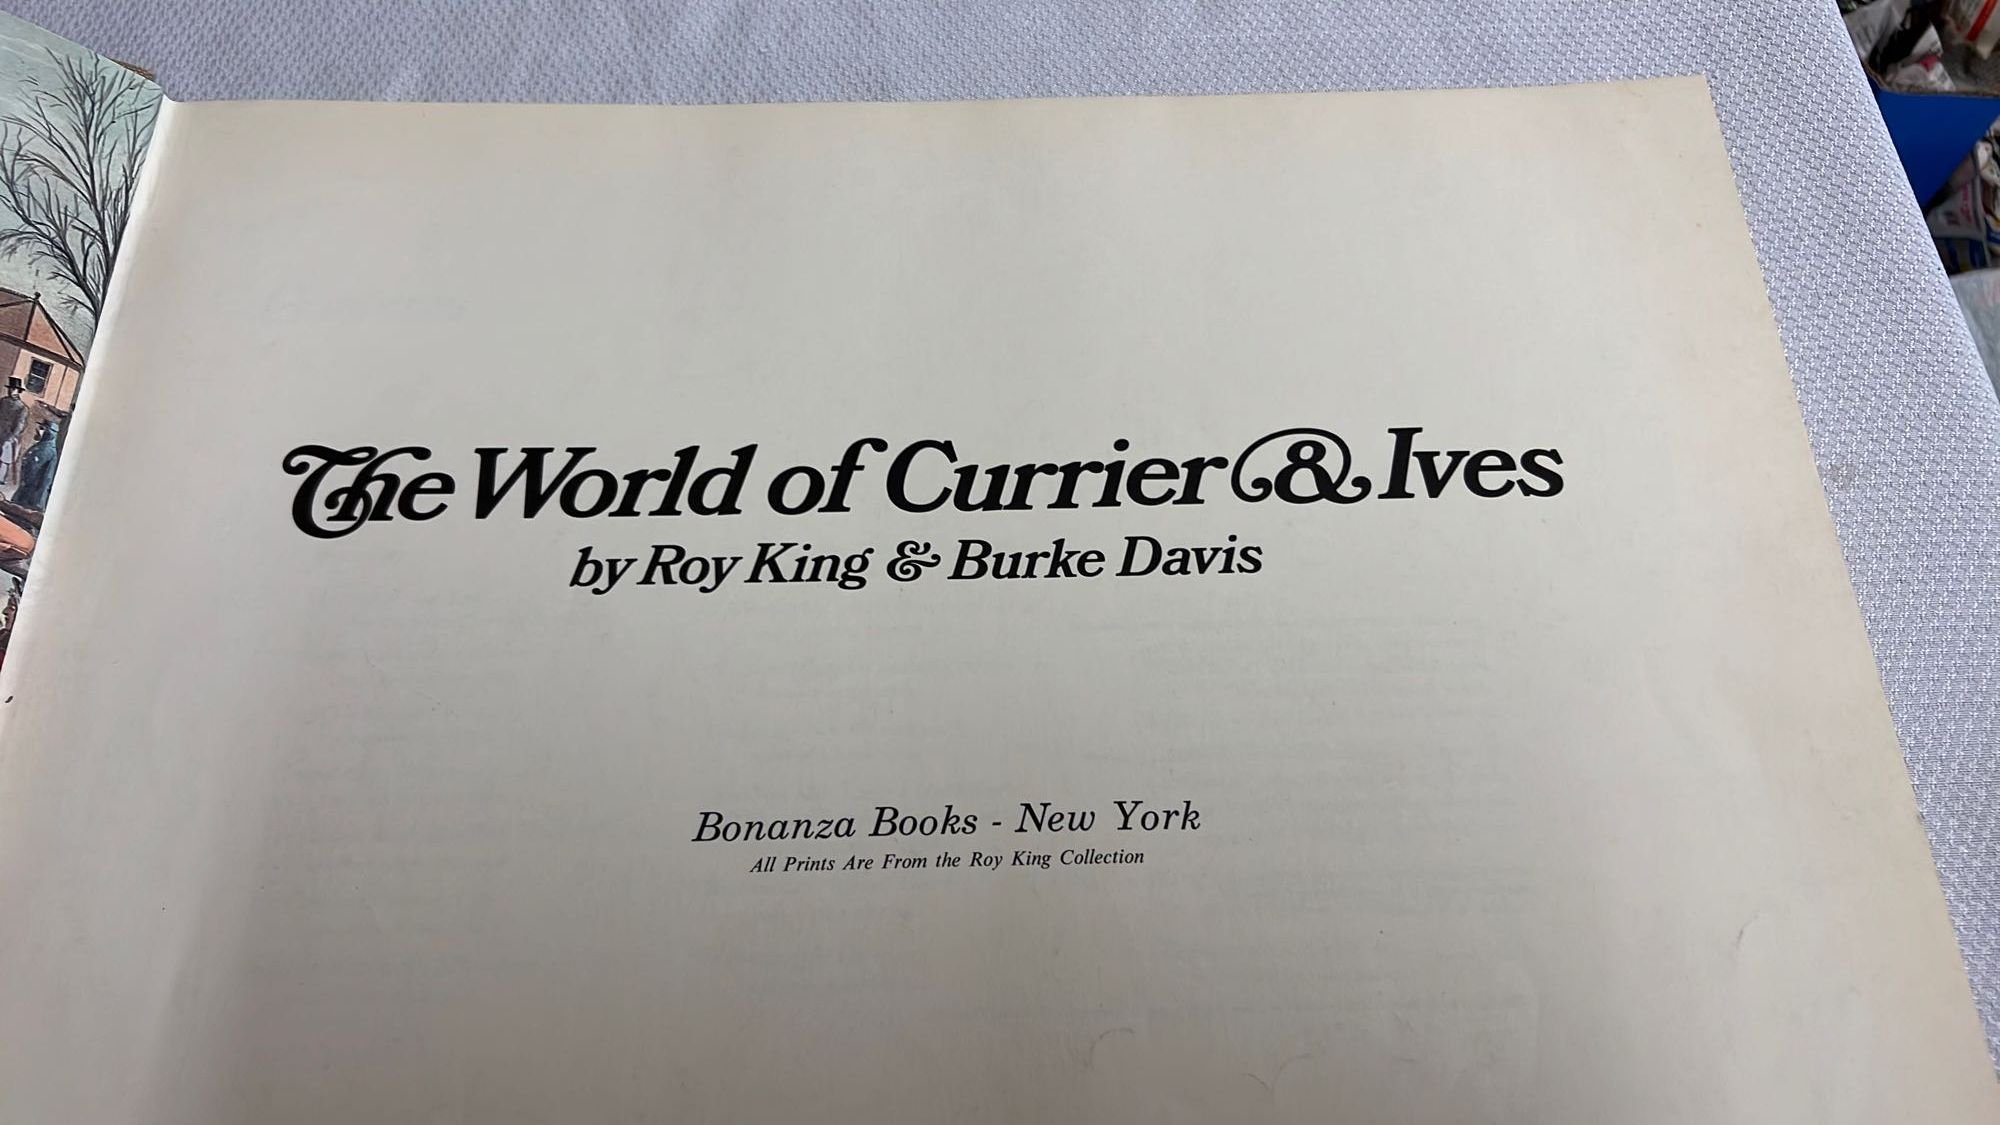 The World of Currier & Ives
by Roy King & Burke Davis
Bonanza Books - New York
All Prints Are From the Roy King Collection